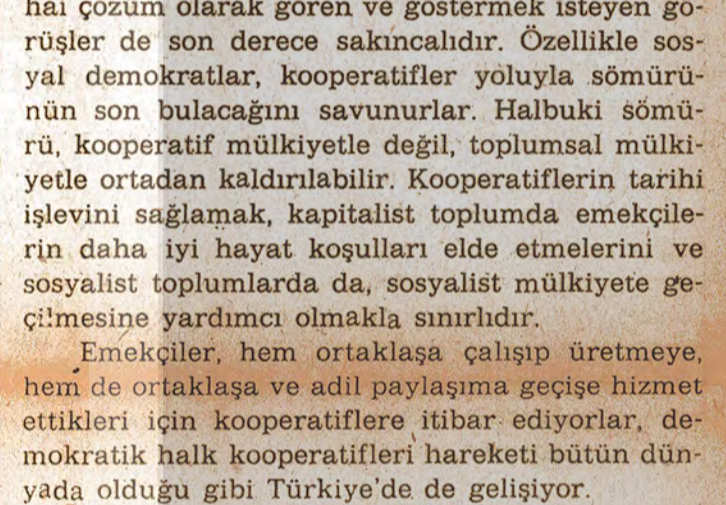 hai çözüm olarak gören ve göstermek isteyen gö-
rüşler de son derece sakıncalıdır. Özellikle sos-
yal demokratlar, kooperatifler yoluyla sömürü-
nün son bulacağını savunurlar. Halbuki sömü-
rü, kooperatif mülkiyetle değil, toplumsal mülki-
yetle ortadan kaldırılabilir. Kooperatiflerin tarihi
işlevini sağlamak, kapitalist toplumda emekçile-
rin daha iyi hayat koşulları elde etmelerini ve
sosyalist toplumlarda da, sosyalist mülkiyete ge-
çilmesine yardımcı olmakla sınırlıdır.
Emekçiler, hem ortaklaşa çalışıp üretmeye,
hem de ortaklaşa ve adil paylaşıma geçişe hizmet
ettikleri için kooperatiflere itibar ediyorlar, de-
mokratik halk kooperatifleri hareketi bütün dün-
yada olduğu gibi Türkiye'de de gelişiyor.